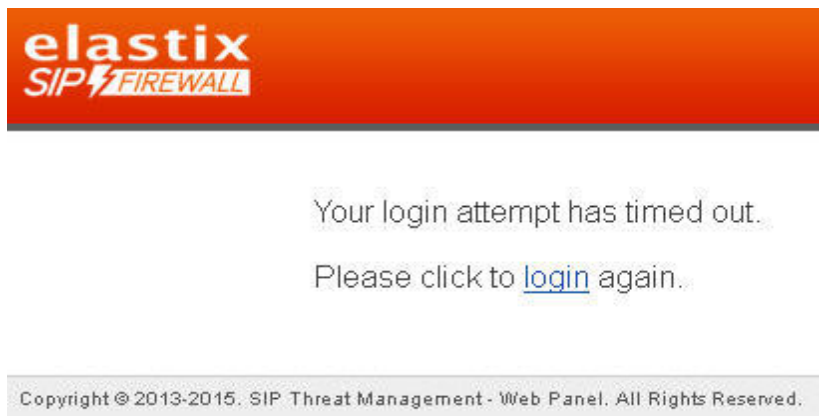 elastix
SIP FIREWALL
Your login attempt has timed out.
Please click to login again.
Copyright © 2013-2015. SIP Threat Management - Web Panel. All Rights Reserved.